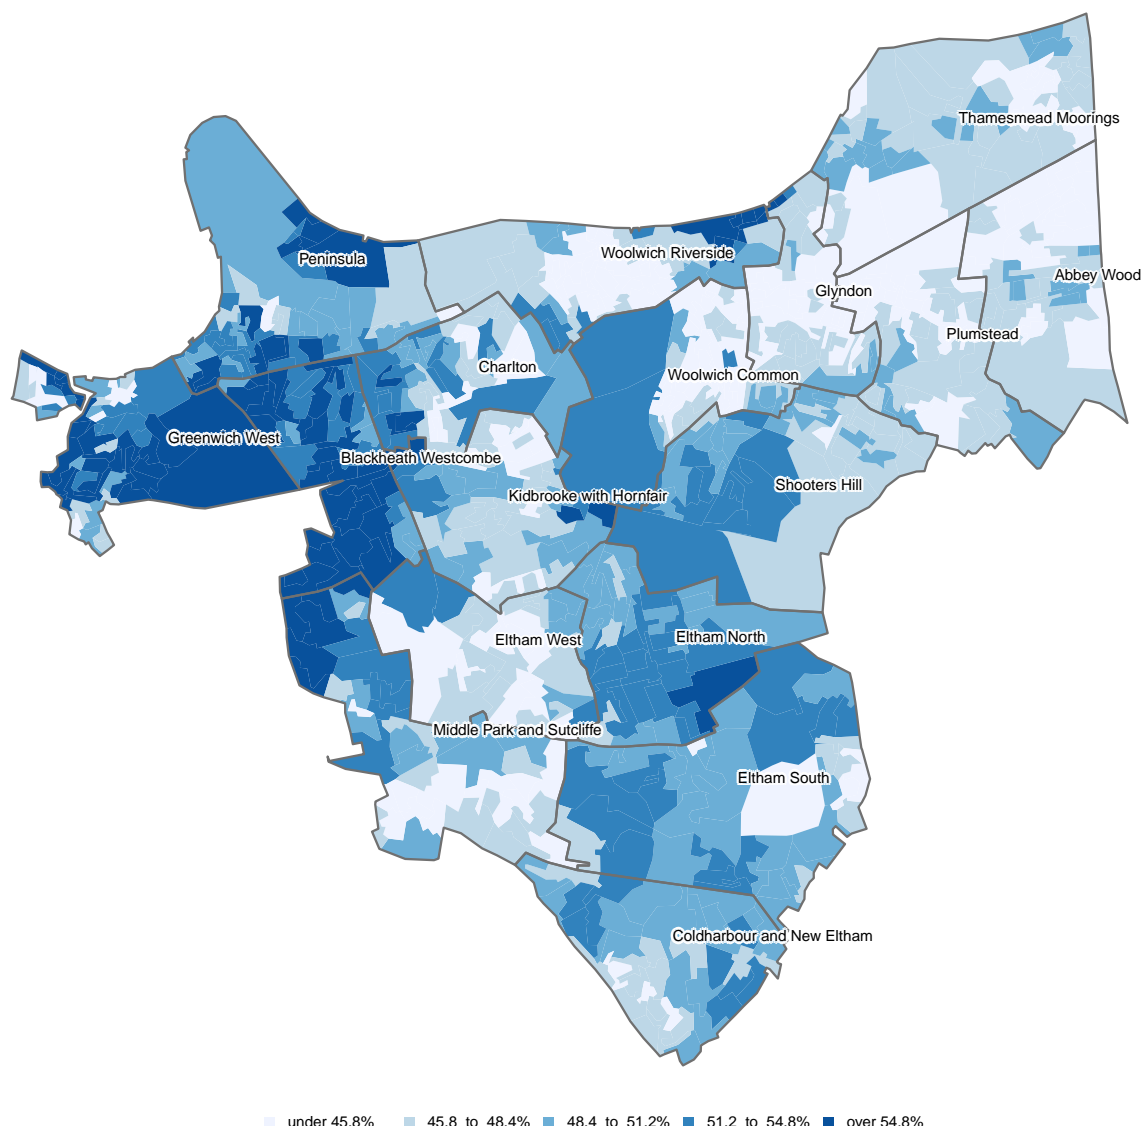 Thamesmead Moorings
Peninsula
Woolwich Riverside
Abbey Wood
Glyndon
Plumstead
Charlton
Woolwich Common
Greenwich West
Blackheath Westcombe
Shooters Hill
Kidbrooke with Hornfair
Eltham West
Eltham North
Middle Park and Sutcliffe
Eltham South
Coldharbour and New Eltham
under 45.8% 45.8 to 48.4% 48.4 to 51.2% 51.2 to 54.8% over 54.8%